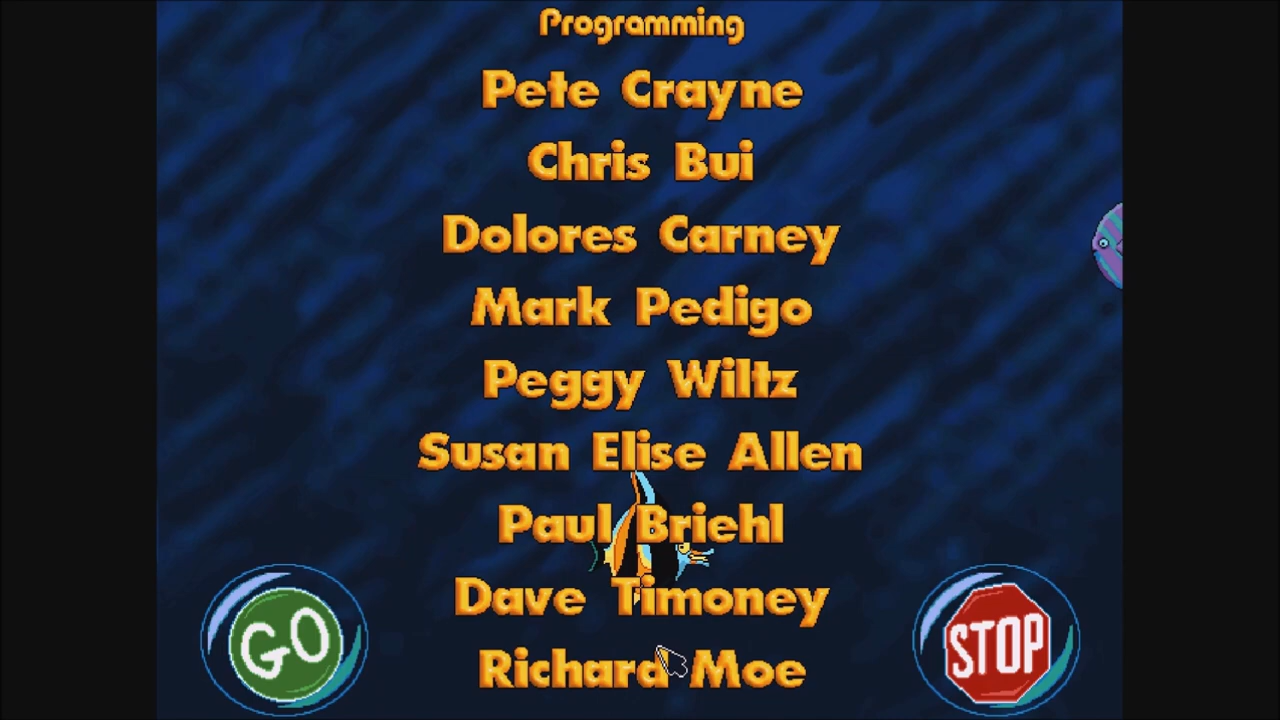 Programming
Pete Crayne
Chris Bui
Dolores Carney
Mark Pedigo
Peggy Wiltz
Susan Elise Allen
Paul Briehl
Dave Timoney
Richard Moe
GO
STOP